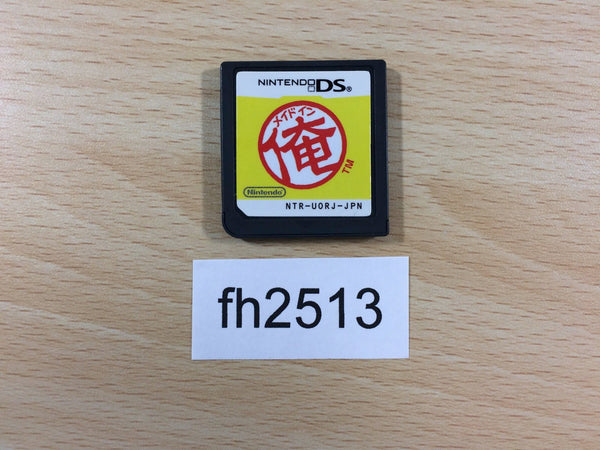 NINTENDO DS®
メイドイン
俺
TM
Nintendo
NTR-UORJ-JPN
fh2513